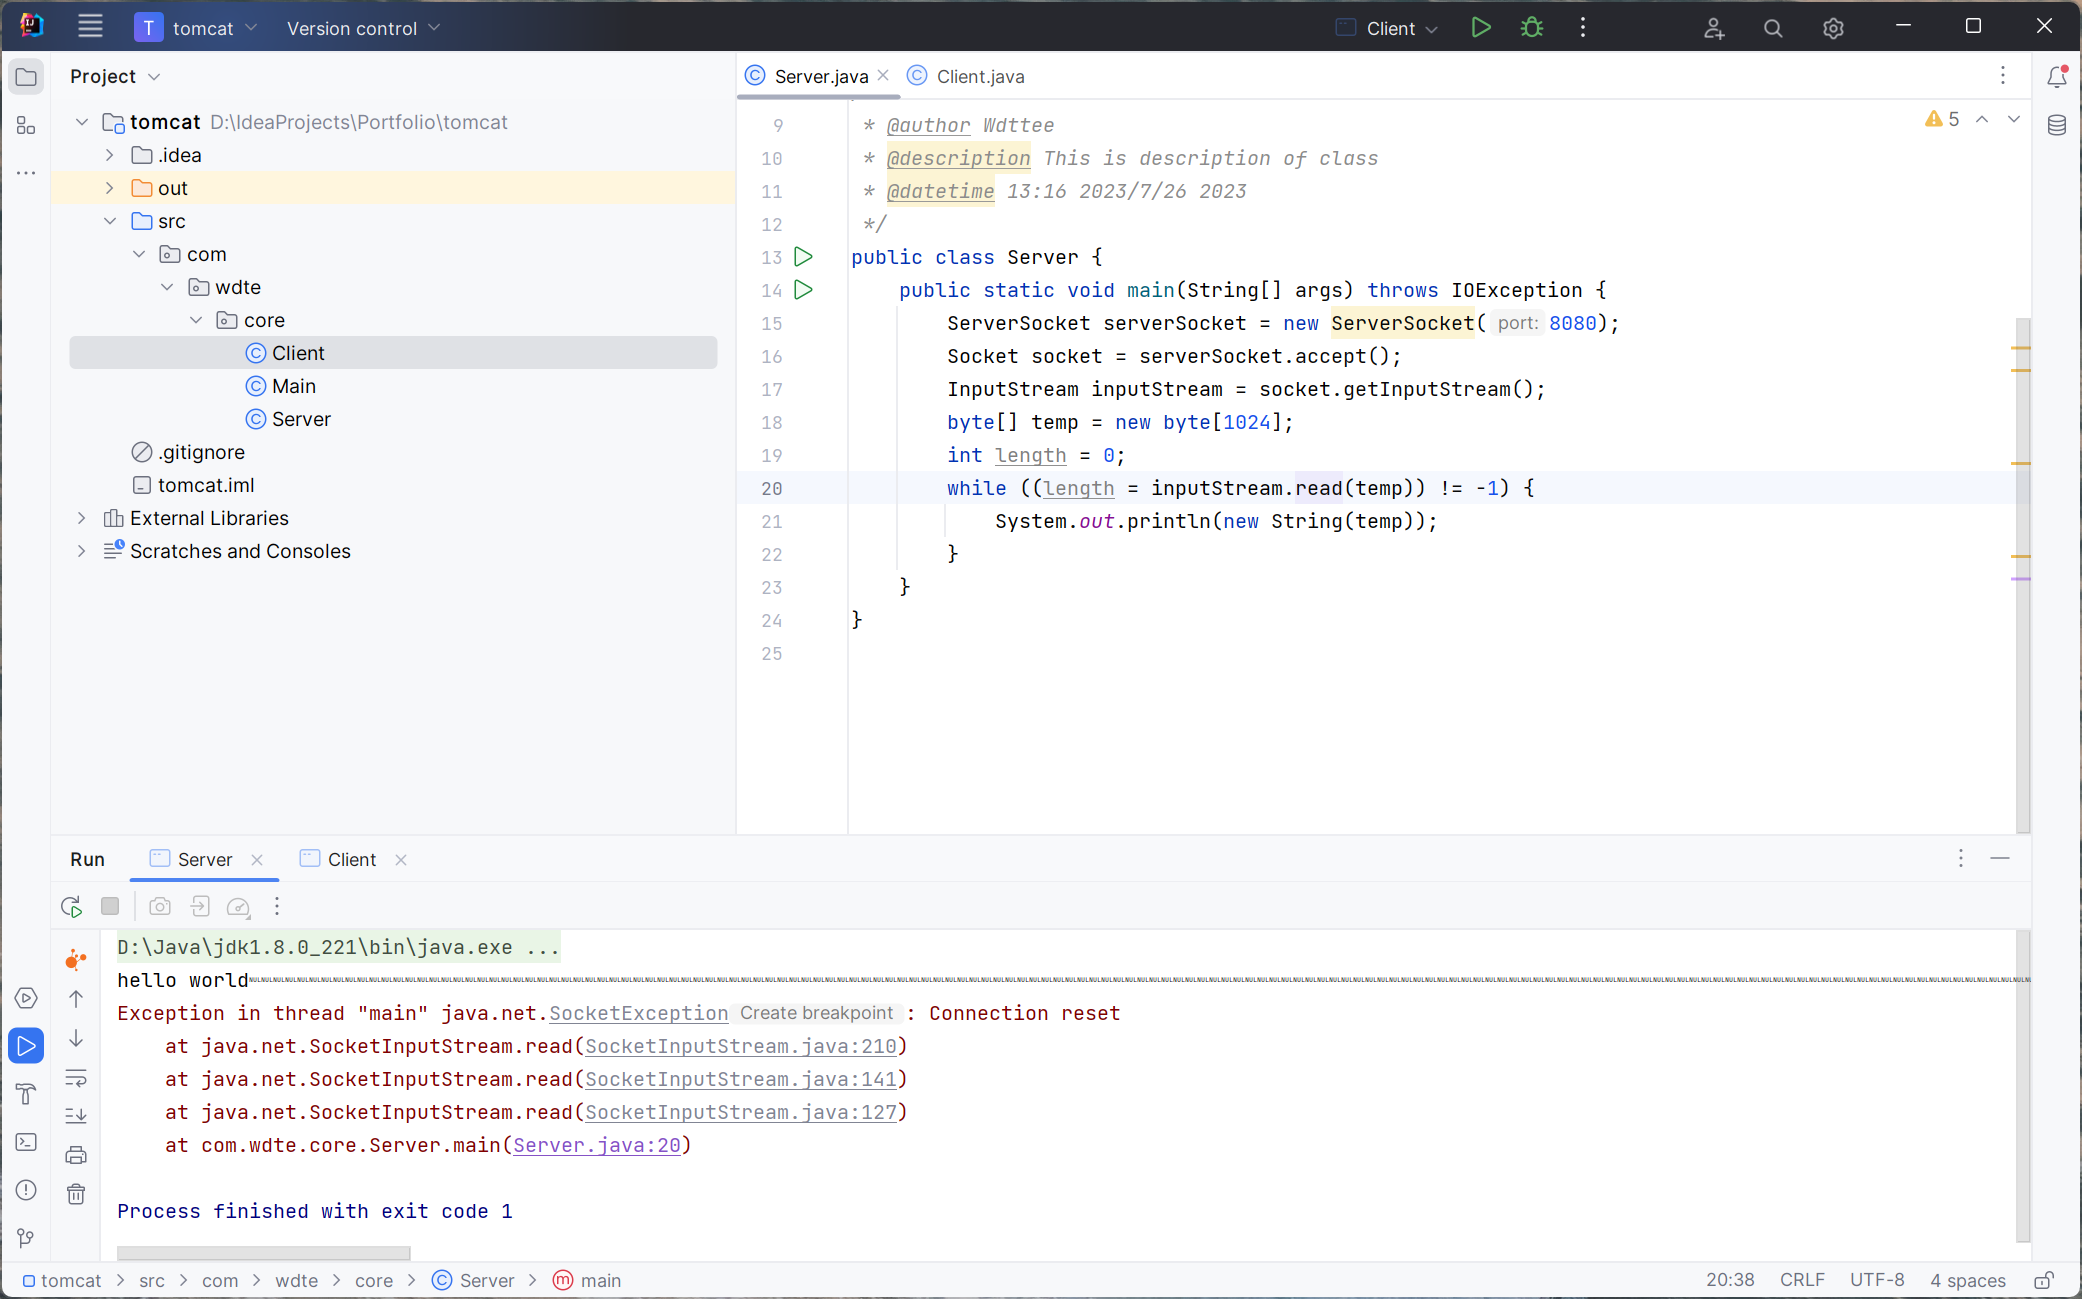 T tomcat Version control Client
Project
Server.java Client.java
tomcat D:\IdeaProjects\Portfolio\tomcat
.idea
out
src
com
wdte
core
Client
Main
Server
.gitignore
tomcat.iml
External Libraries
Scratches and Consoles
5
9 * @author Wdttee
10 * @description This is description of class
11 * @datetime 13:16 2023/7/26 2023
12 */
13 public class Server {
14 public static void main(String[] args) throws IOException {
15 ServerSocket serverSocket = new ServerSocket( port: 8080);
16 Socket socket = serverSocket.accept();
17 InputStream inputStream = socket.getInputStream();
18 byte[] temp = new byte[1024];
19 int length = 0;
20 while ((length = inputStream.read(temp)) != -1) {
21 System.out.println(new String(temp));
22 }
23 }
24 }
25
Run Server Client
D:\Java\jdk1.8.0_221\bin\java.exe ...
hello world
Exception in thread "main" java.net.SocketException Create breakpoint : Connection reset
at java.net.SocketInputStream.read(SocketInputStream.java:210)
at java.net.SocketInputStream.read(SocketInputStream.java:141)
at java.net.SocketInputStream.read(SocketInputStream.java:127)
at com.wdte.core.Server.main(Server.java:20)
Process finished with exit code 1
tomcat > src > com > wdte > core > Server > main 20:38 CRLF UTF-8 4 spaces